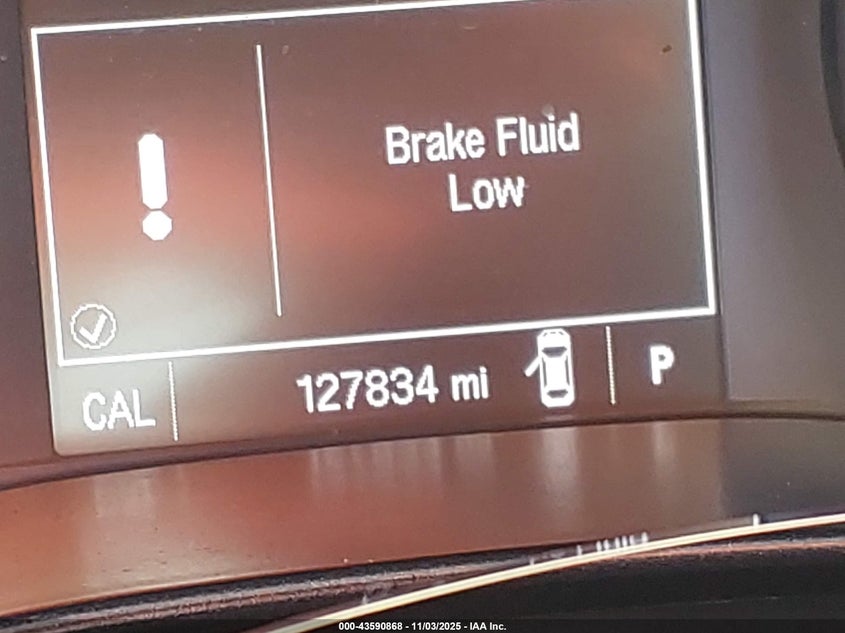 Brake Fluid
Low
CAL
127834 mi
P
000-43590868 - 11/03/2025 - IAA Inc.